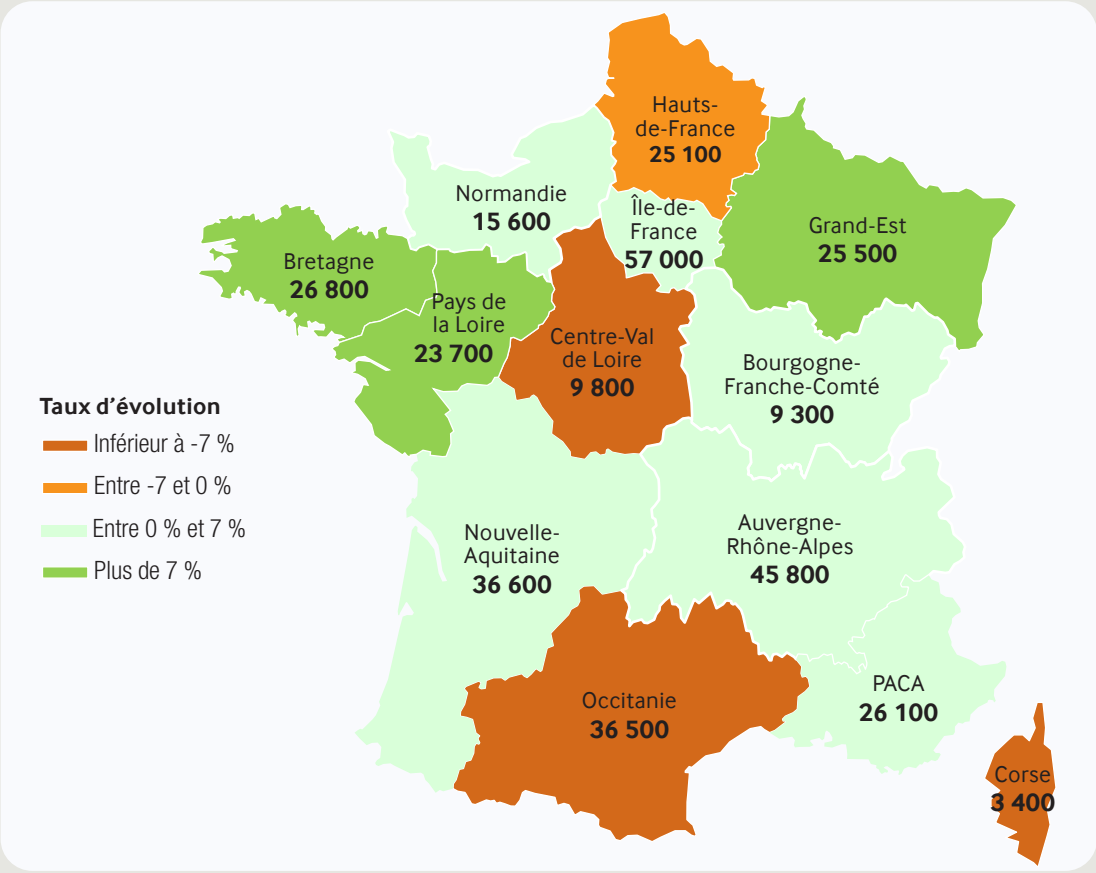 Hauts-
de-France
25 100
Normandie
15 600
Île-de-
France
57 000
Grand-Est
25 500
Bretagne
26 800
Pays de
la Loire
23 700
Centre-Val
de Loire
9 800
Bourgogne-
Franche-Comté
9 300
Taux d’évolution
Inférieur à -7 %
Entre -7 et 0 %
Entre 0 % et 7 %
Plus de 7 %
Nouvelle-
Aquitaine
36 600
Auvergne-
Rhône-Alpes
45 800
Occitanie
36 500
PACA
26 100
Corse
3 400